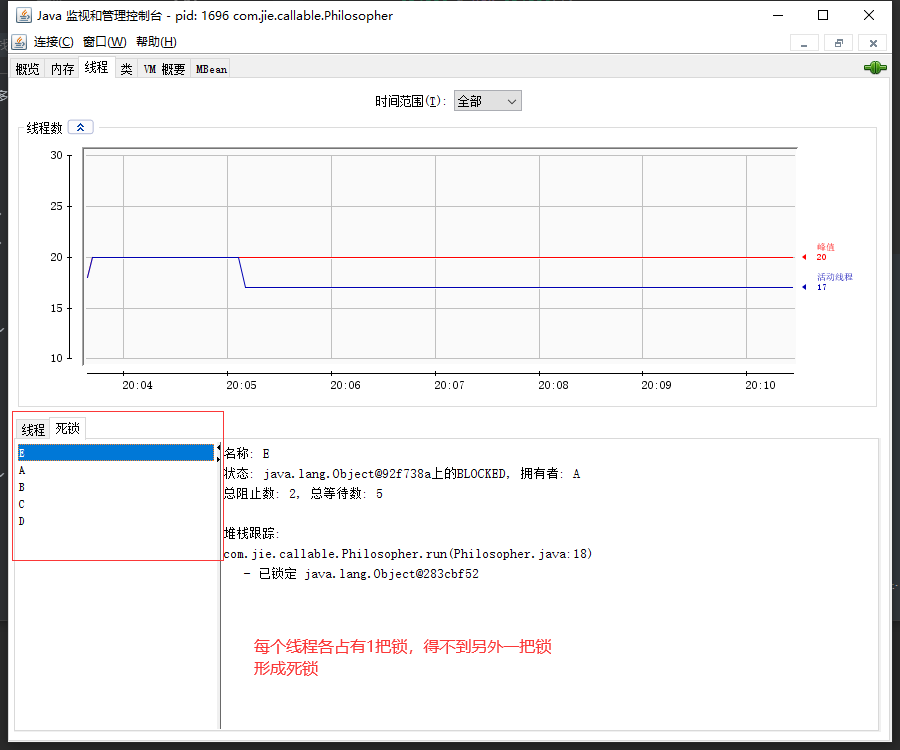 Java 监视和管理控制台 - pid: 1696 com.jie.callable.Philosopher
连接(C) 窗口(W) 帮助(H)
概览 内存 线程 类 VM 概要 MBean
时间范围(T): 全部
线程数
30
25
20
15
10
峰值
20
活动线程
17
20:04 20:05 20:06 20:07 20:08 20:09 20:10
线程 死锁
E
A
B
C
D
名称: E
状态: java.lang.Object@92f738a上的BLOCKED, 拥有者: A
总阻止数: 2, 总等待数: 5
堆栈跟踪:
com.jie.callable.Philosopher.run(Philosopher.java:18)
- 已锁定 java.lang.Object@283cbf52
每个线程各占有1把锁，得不到另外一把锁
形成死锁